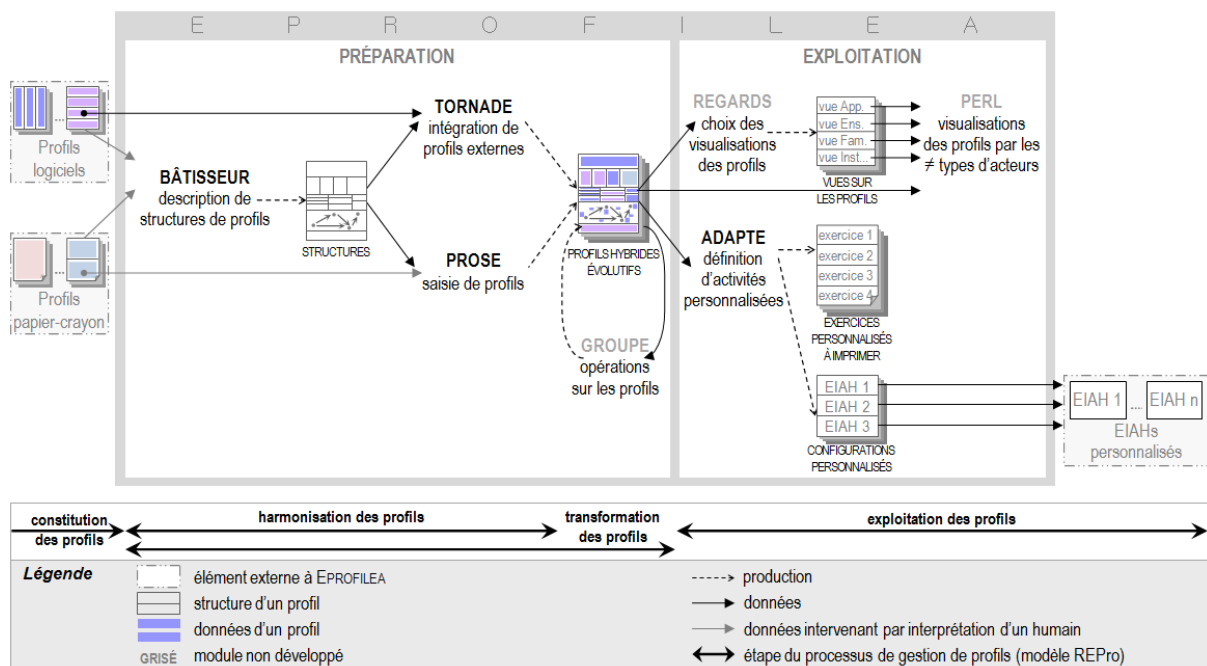 E P R O F I L E A
PRÉPARATION
EXPLOITATION
Profils
logiciels
Profils
papier-crayon
BÂTISSEUR
description de
structures de profils
STRUCTURES
TORNADE
intégration de
profils externes
PROSE
saisie de profils
PROFILS HYBRIDES
ÉVOLUTIFS
GROUPE
opérations
sur les profils
REGARDS
choix des
visualisations
des profils
vue App.
vue Ens.
vue Fam.
vue Inst...
VUES SUR
LES PROFILS
PERL
visualisations
des profils par les
≠ types d'acteurs
ADAPTE
définition
d'activités
personnalisées
exercice 1
exercice 2
exercice 3
exercice 4
EXERCICES
PERSONNALISÉS
À IMPRIMER
EIAH 1
EIAH 2
EIAH 3
CONFIGURATIONS
PERSONNALISÉS
EIAH 1 .... EIAH n
EIAHs
personnalisés
constitution
des profils
harmonisation des profils
transformation
des profils
exploitation des profils
Légende
élément externe à EPROFILEA
structure d'un profil
données d'un profil
GRISÉ module non développé
production
données
données intervenant par interprétation d'un humain
étape du processus de gestion de profils (modèle REPro)